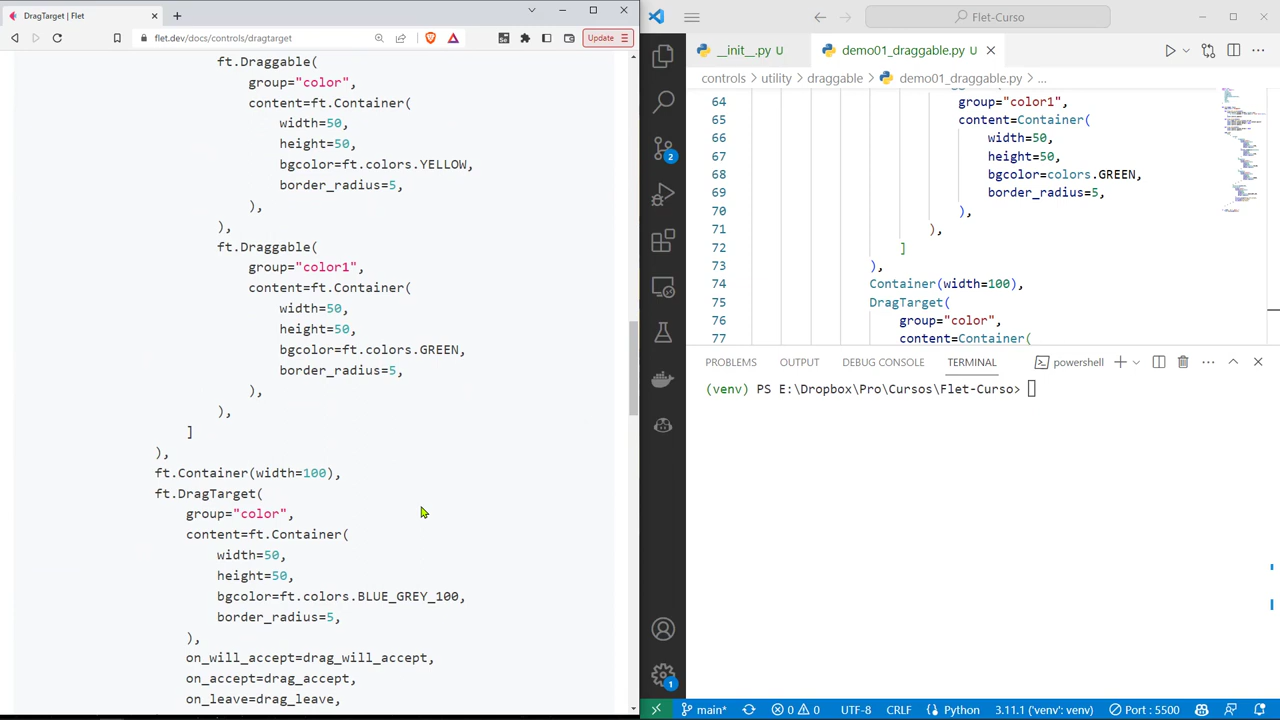 DragTarget | Flet
flet.dev/docs/controls/dragtarget
Update
ft.Draggable(
group="color",
content=ft.Container(
width=50,
height=50,
bgcolor=ft.colors.YELLOW,
border_radius=5,
),
),
ft.Draggable(
group="color1",
content=ft.Container(
width=50,
height=50,
bgcolor=ft.colors.GREEN,
border_radius=5,
),
),
]
),
ft.Container(width=100),
ft.DragTarget(
group="color",
content=ft.Container(
width=50,
height=50,
bgcolor=ft.colors.BLUE_GREY_100,
border_radius=5,
),
on_will_accept=drag_will_accept,
on_accept=drag_accept,
on_leave=drag_leave,
Flet-Curso
__init__.py U
demo01_draggable.py U
controls > utility > draggable > demo01_draggable.py > ...
64 group="color1",
65 content=Container(
66 width=50,
67 height=50,
68 bgcolor=colors.GREEN,
69 border_radius=5,
70 ),
71 ),
72 ]
73 ),
74 Container(width=100),
75 DragTarget(
76 group="color",
77 content=Container(
PROBLEMS OUTPUT DEBUG CONSOLE TERMINAL powershell
(venv) PS E:\Dropbox\Pro\Cursos\Flet-Curso>
2
1
main* 0 0 UTF-8 CRLF Python 3.11.1 ('venv': venv) Port : 5500